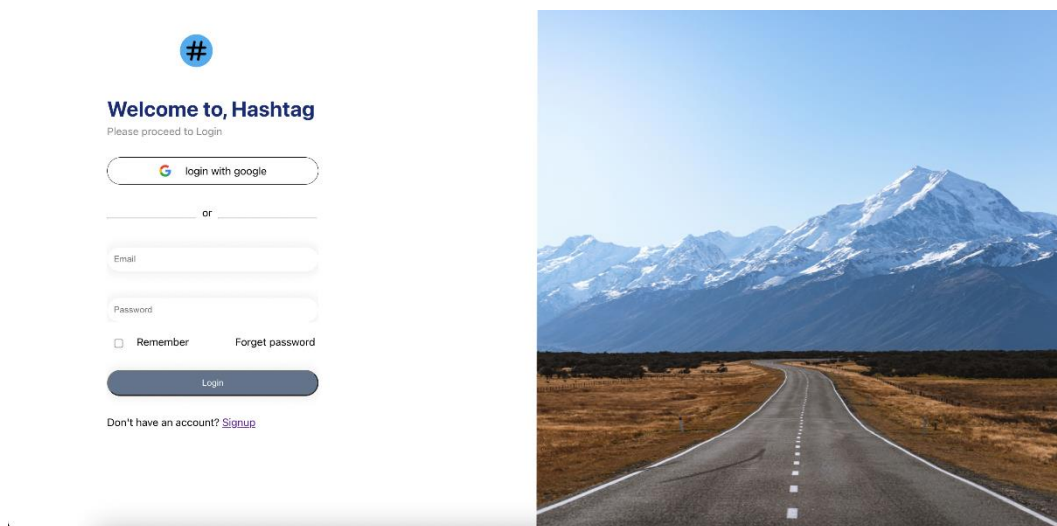 #
Welcome to, Hashtag
Please proceed to Login
G login with google
or
Email
Password
Remember Forget password
Login
Don't have an account? Signup